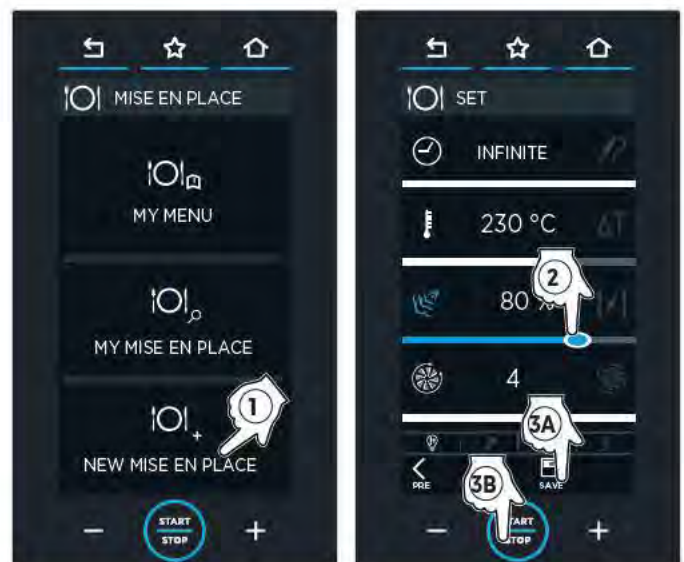 MISE EN PLACE
MY MENU
MY MISE EN PLACE
1
NEW MISE EN PLACE
START
STOP
SET
INFINITE
230 °C
ΔT
2
80 %
4
3A
PRE
3B
SAVE
START
STOP